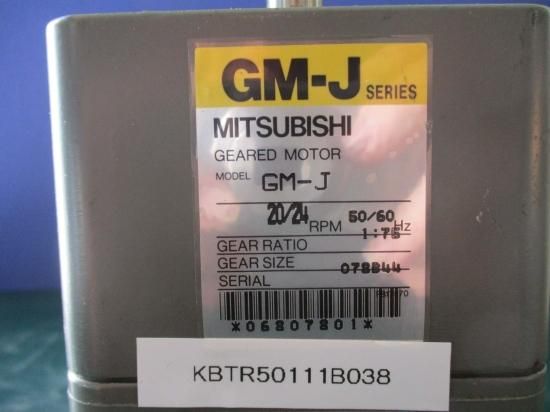 GM-J SERIES
MITSUBISHI
GEARED MOTOR
MODEL GM-J
20/24 RPM 50/60 Hz
GEAR RATIO 1:75
GEAR SIZE
SERIAL 078B44
*06807801*
KBTR50111B038